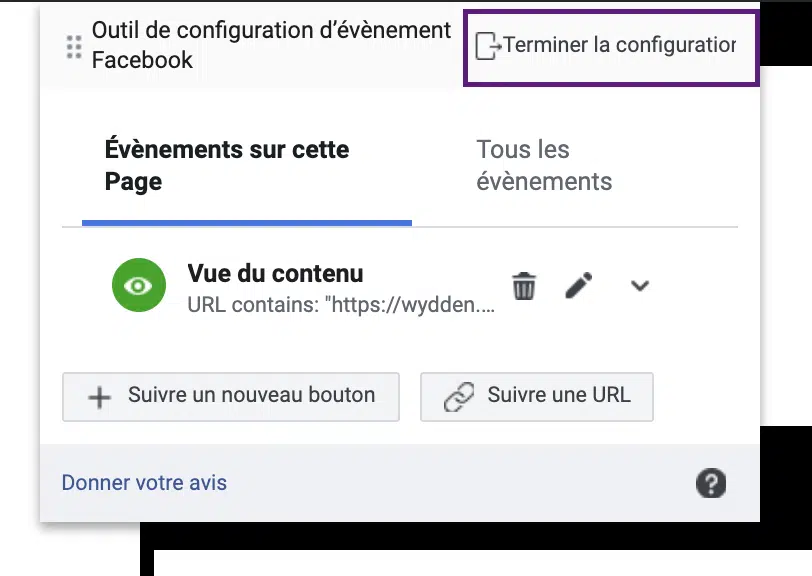 Outil de configuration d'évènement
Facebook
Terminer la configuration
Évènements sur cette
Page
Tous les
évènements
Vue du contenu
URL contains: "https://wydden....
Suivre un nouveau bouton
Suivre une URL
Donner votre avis
?